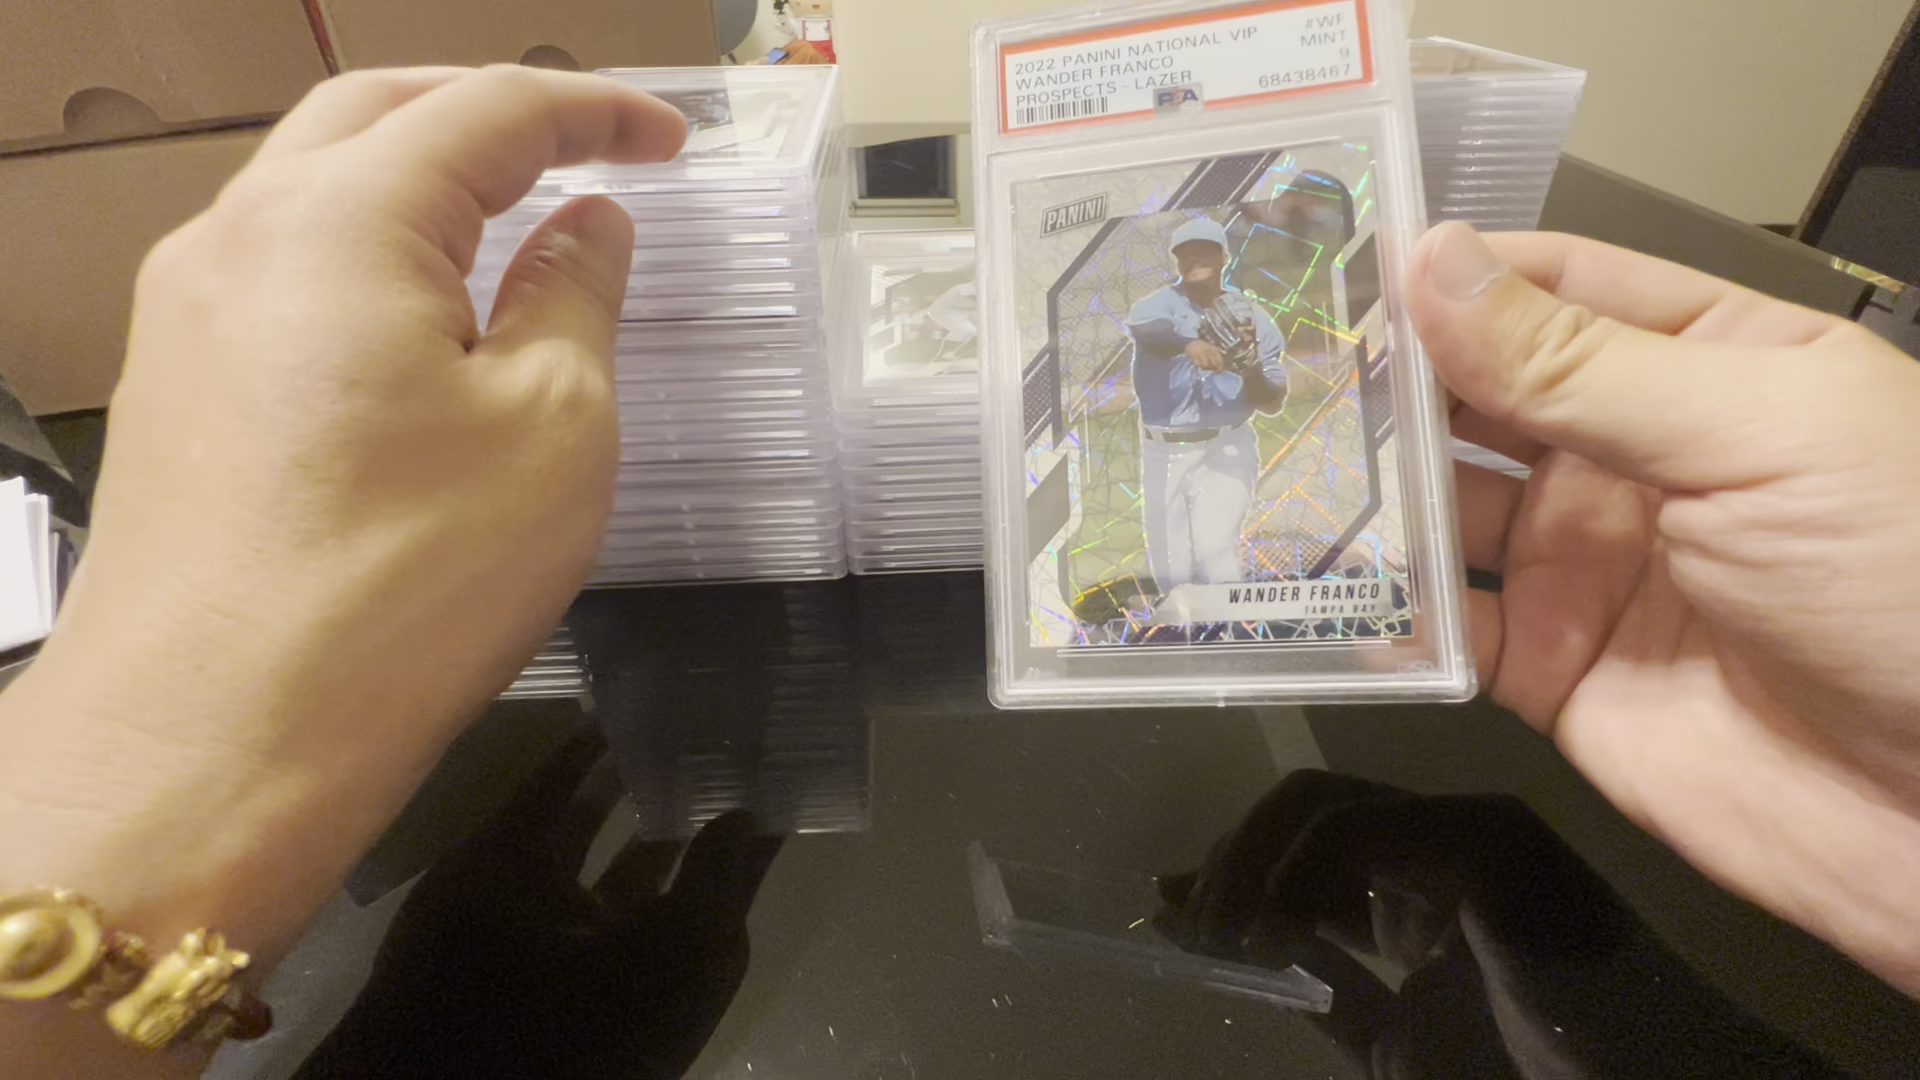 2022 PANINI NATIONAL VIP #WF
WANDER FRANCO MINT
PROSPECTS - LAZER 9
68438467
PSA
PANINI
WANDER FRANCO
TAMPA BAY